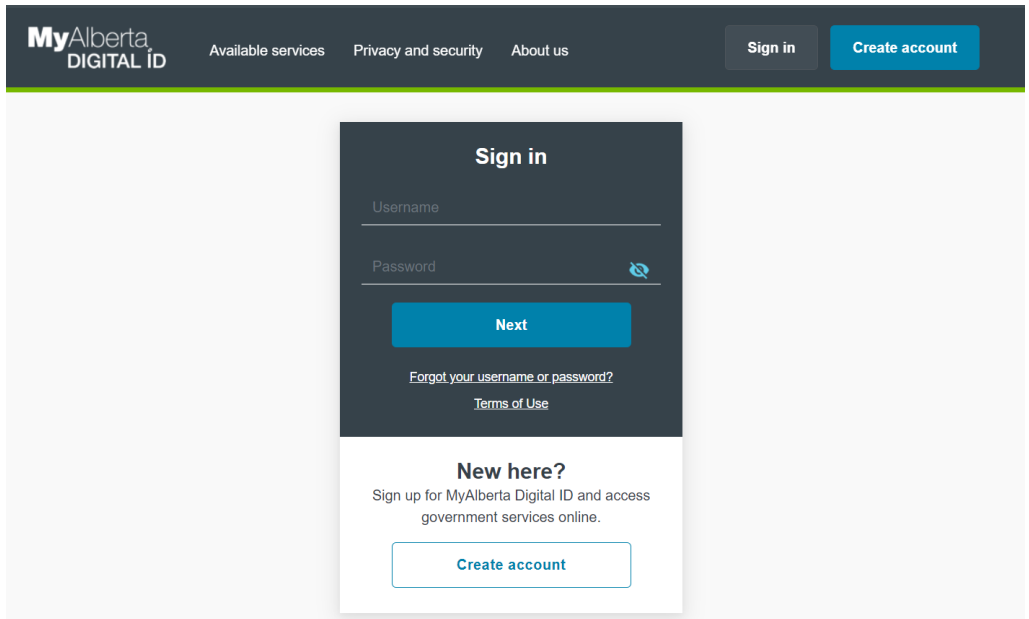 MyAlberta
DIGITAL ID
Available services
Privacy and security
About us
Sign in
Create account
Sign in
Username
Password
Next
Forgot your username or password?
Terms of Use
New here?
Sign up for MyAlberta Digital ID and access
government services online.
Create account